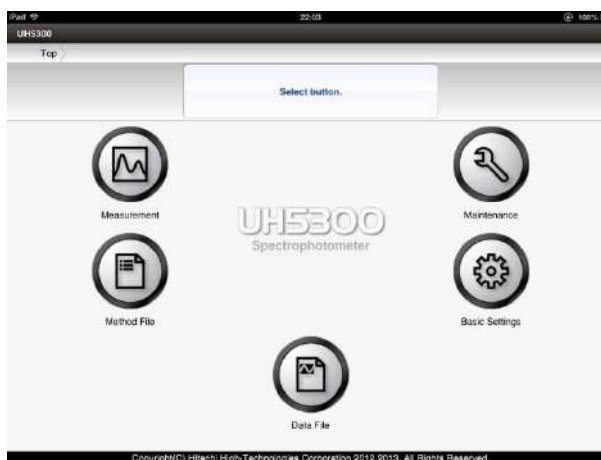 iPad 22:03 100%
UH5300
Top
Select button.
Measurement
Maintenance
UH5300
Spectrophotometer
Method File
Basic Settings
Data File
Copyright(C) Hitachi High-Technologies Corporation 2012,2013. All Rights Reserved.